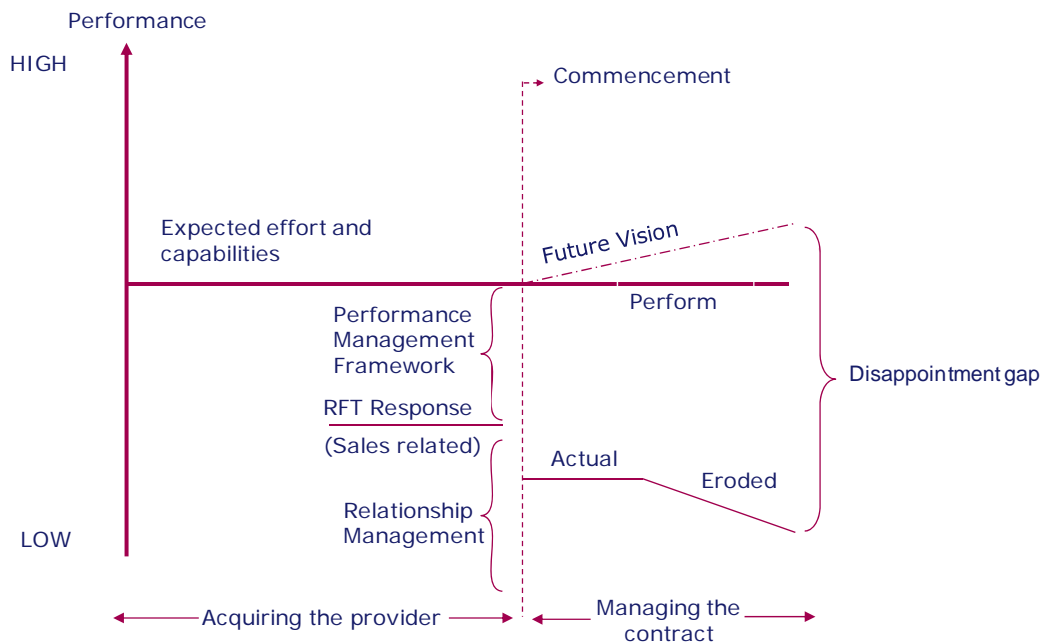 Performance
HIGH
Commencement
Expected effort and
capabilities
Future Vision
Perform
Performance
Management
Framework
Disappointment gap
RFT Response
(Sales related)
Actual
Eroded
Relationship
Management
LOW
Acquiring the provider
Managing the
contract